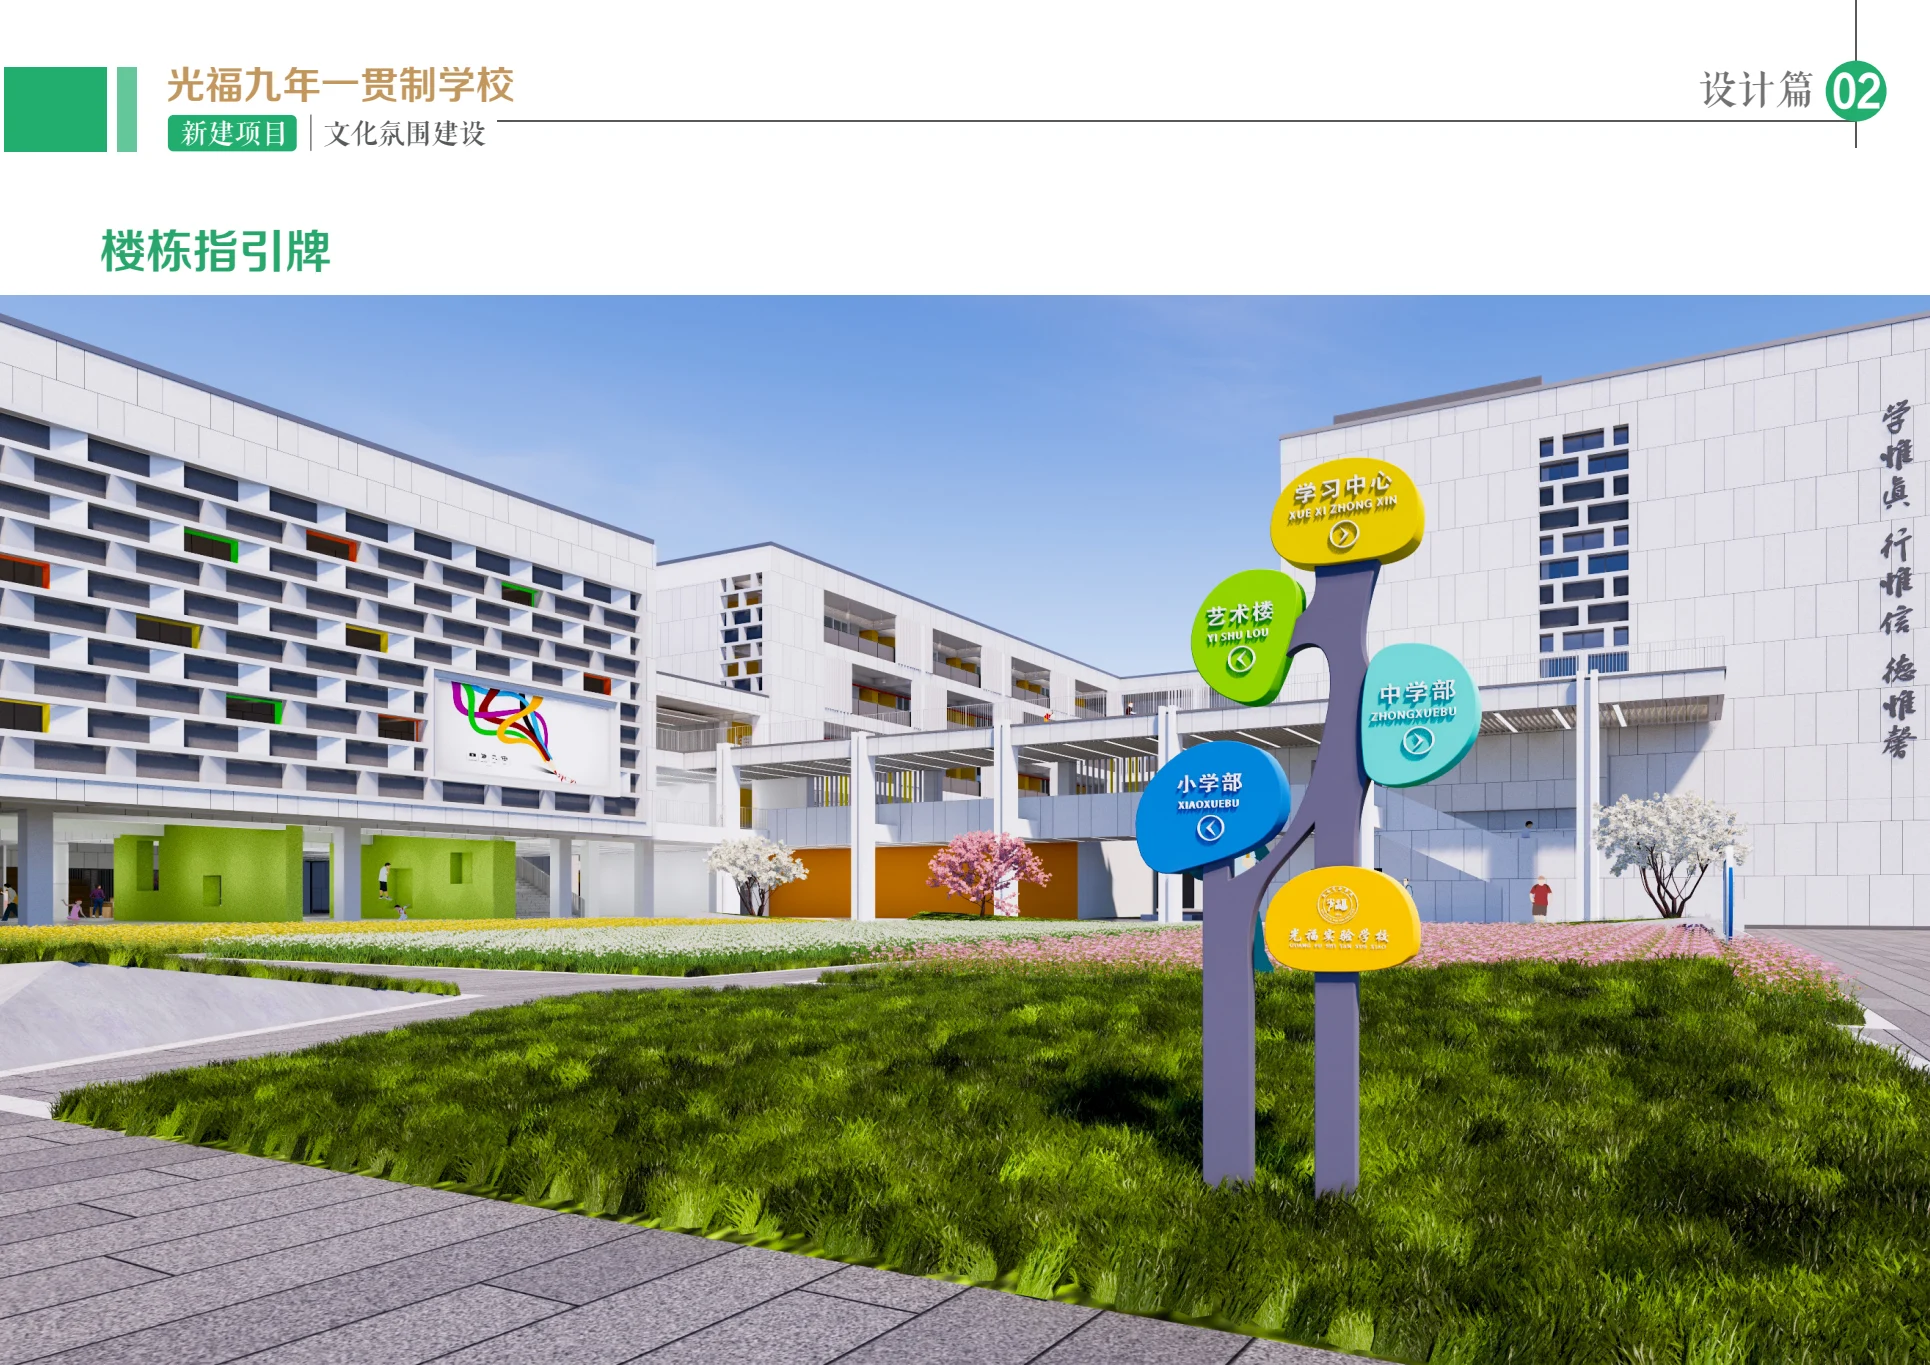 光福九年一贯制学校
新建项目
文化氛围建设
设计篇 02
楼栋指引牌
学习中心
XUE XI ZHONG XIN
艺术楼
YI SHU LOU
中学部
ZHONGXUEBU
小学部
XIAOXUEBU
光福实验学校
学惟真 行惟信 德惟馨